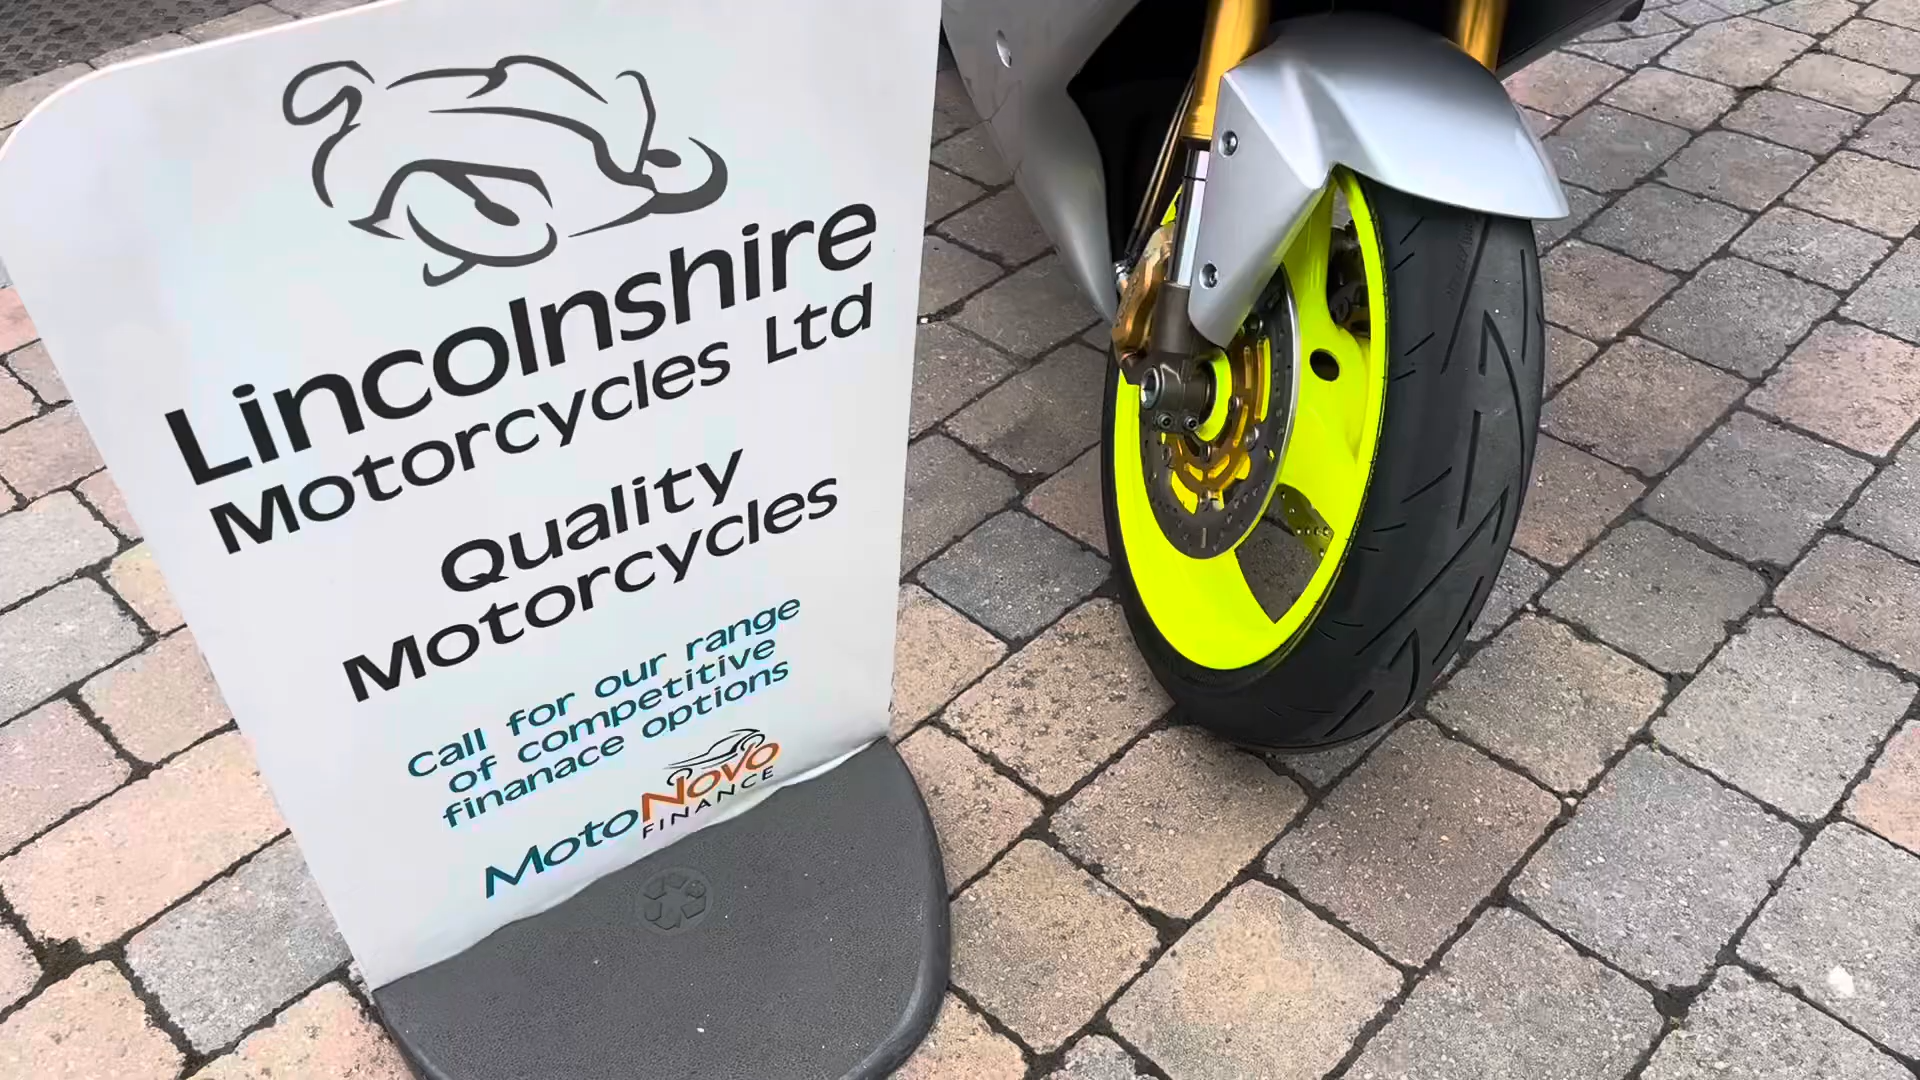 Lincolnshire
Motorcycles Ltd
Quality
Motorcycles
Call for our range
of competitive
finanace options
MotoNovo
FINANCE